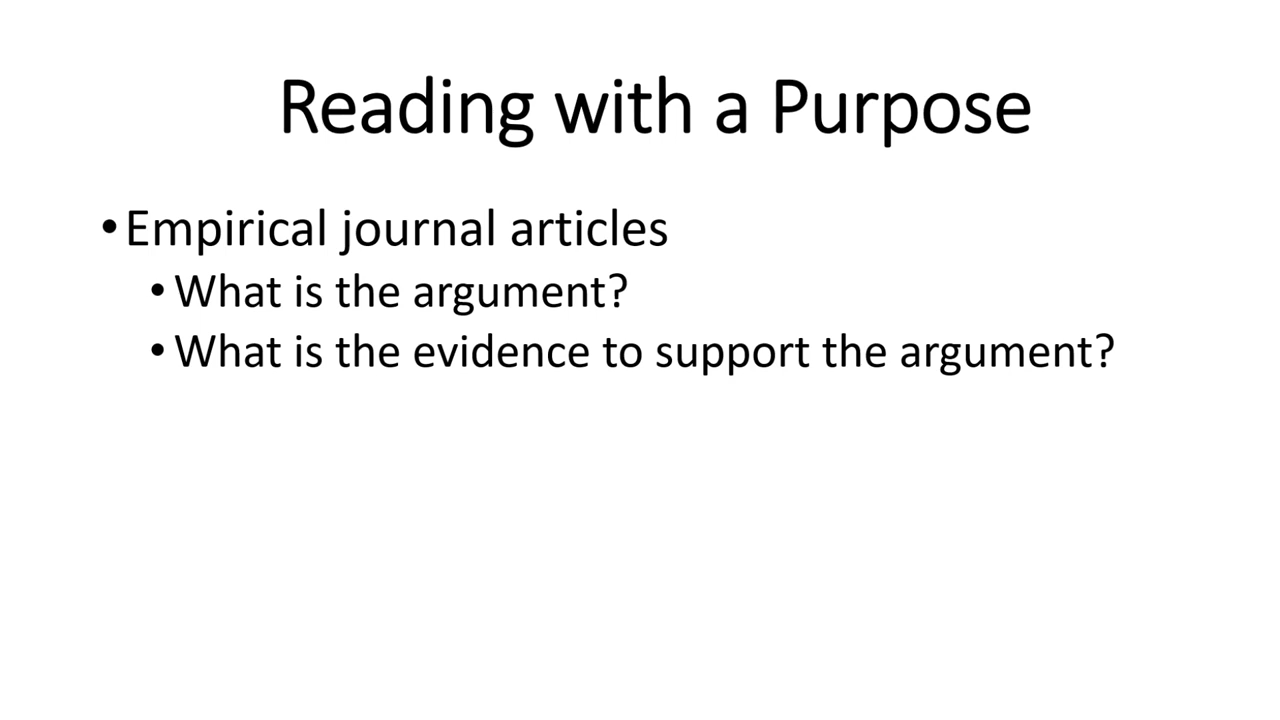 Reading with a Purpose
•Empirical journal articles
•What is the argument?
•What is the evidence to support the argument?